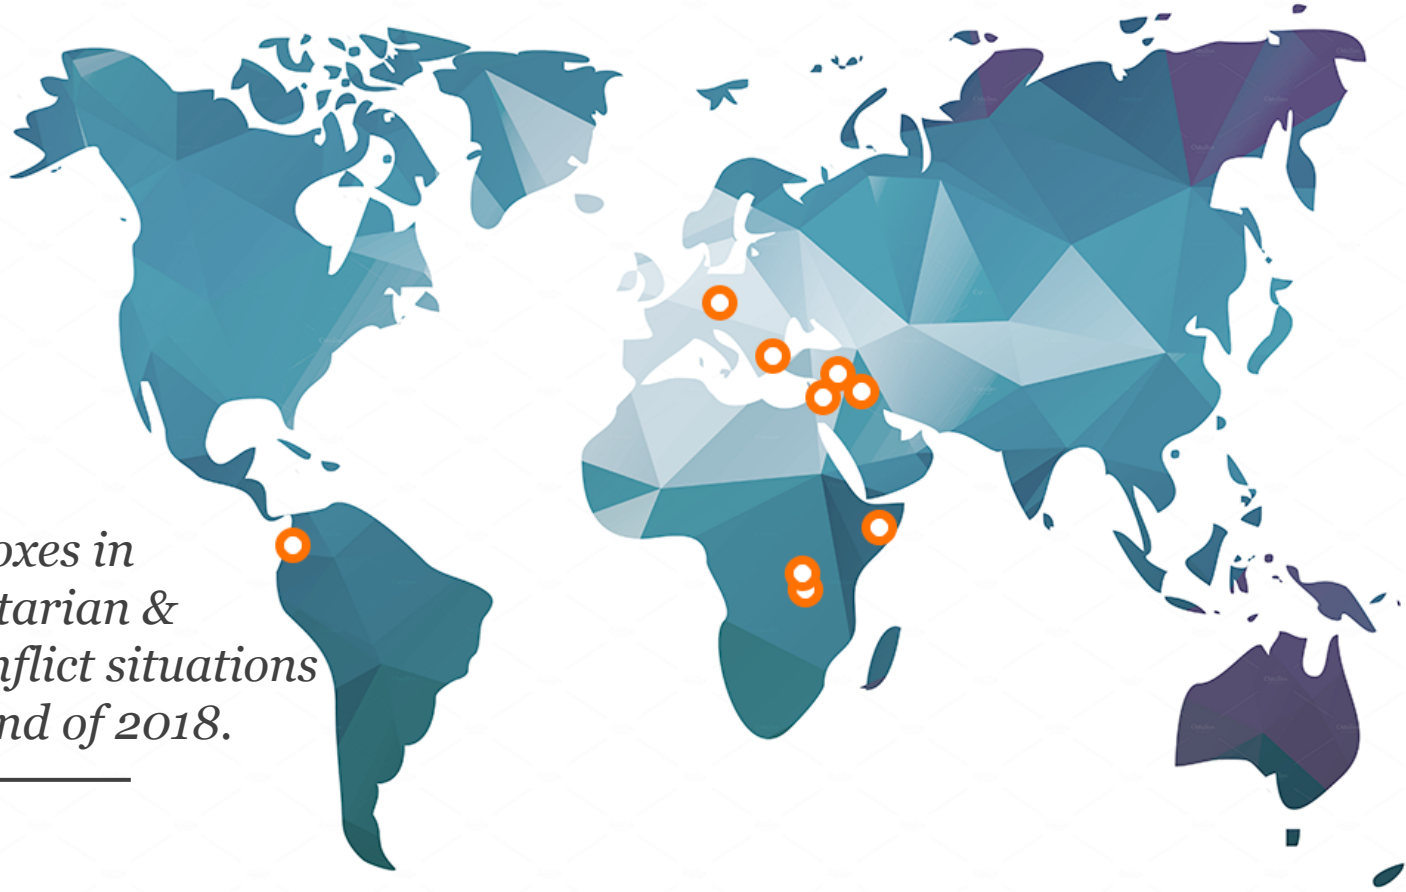 oxes in
tarian &
nflict situations
nd of 2018.